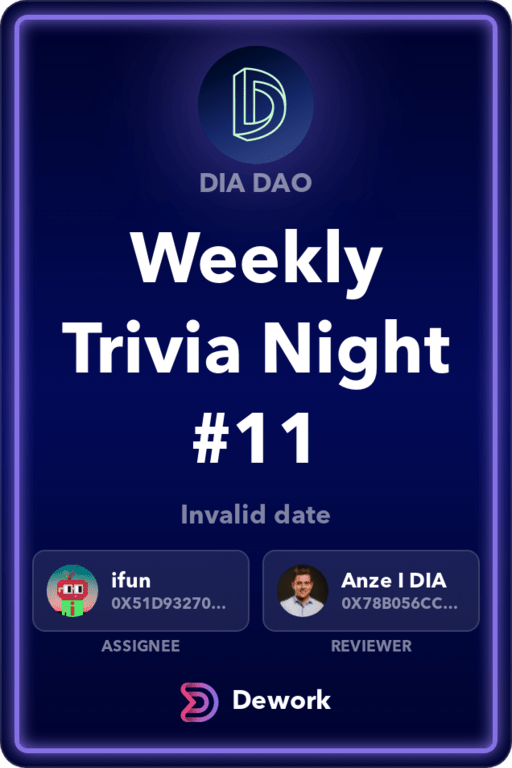 DIA DAO
Weekly
Trivia Night
#11
Invalid date
ifun
0X51D93270...
Anze I DIA
0X78B056CC...
ASSIGNEE
REVIEWER
Dework